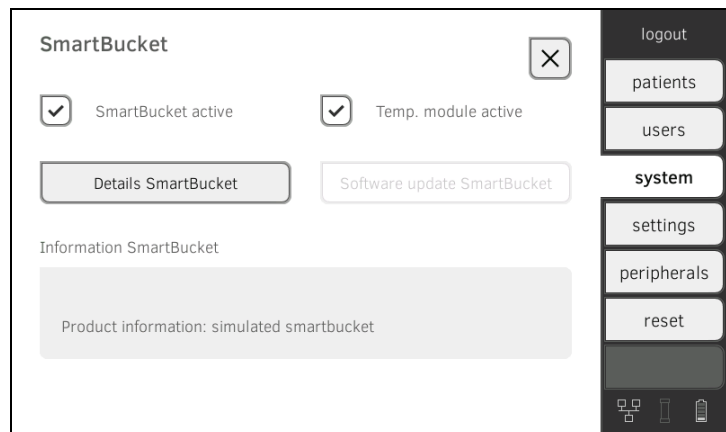 SmartBucket
SmartBucket active
Temp. module active
Details SmartBucket
Software update SmartBucket
Information SmartBucket
Product information: simulated smartbucket
logout
patients
users
system
settings
peripherals
reset